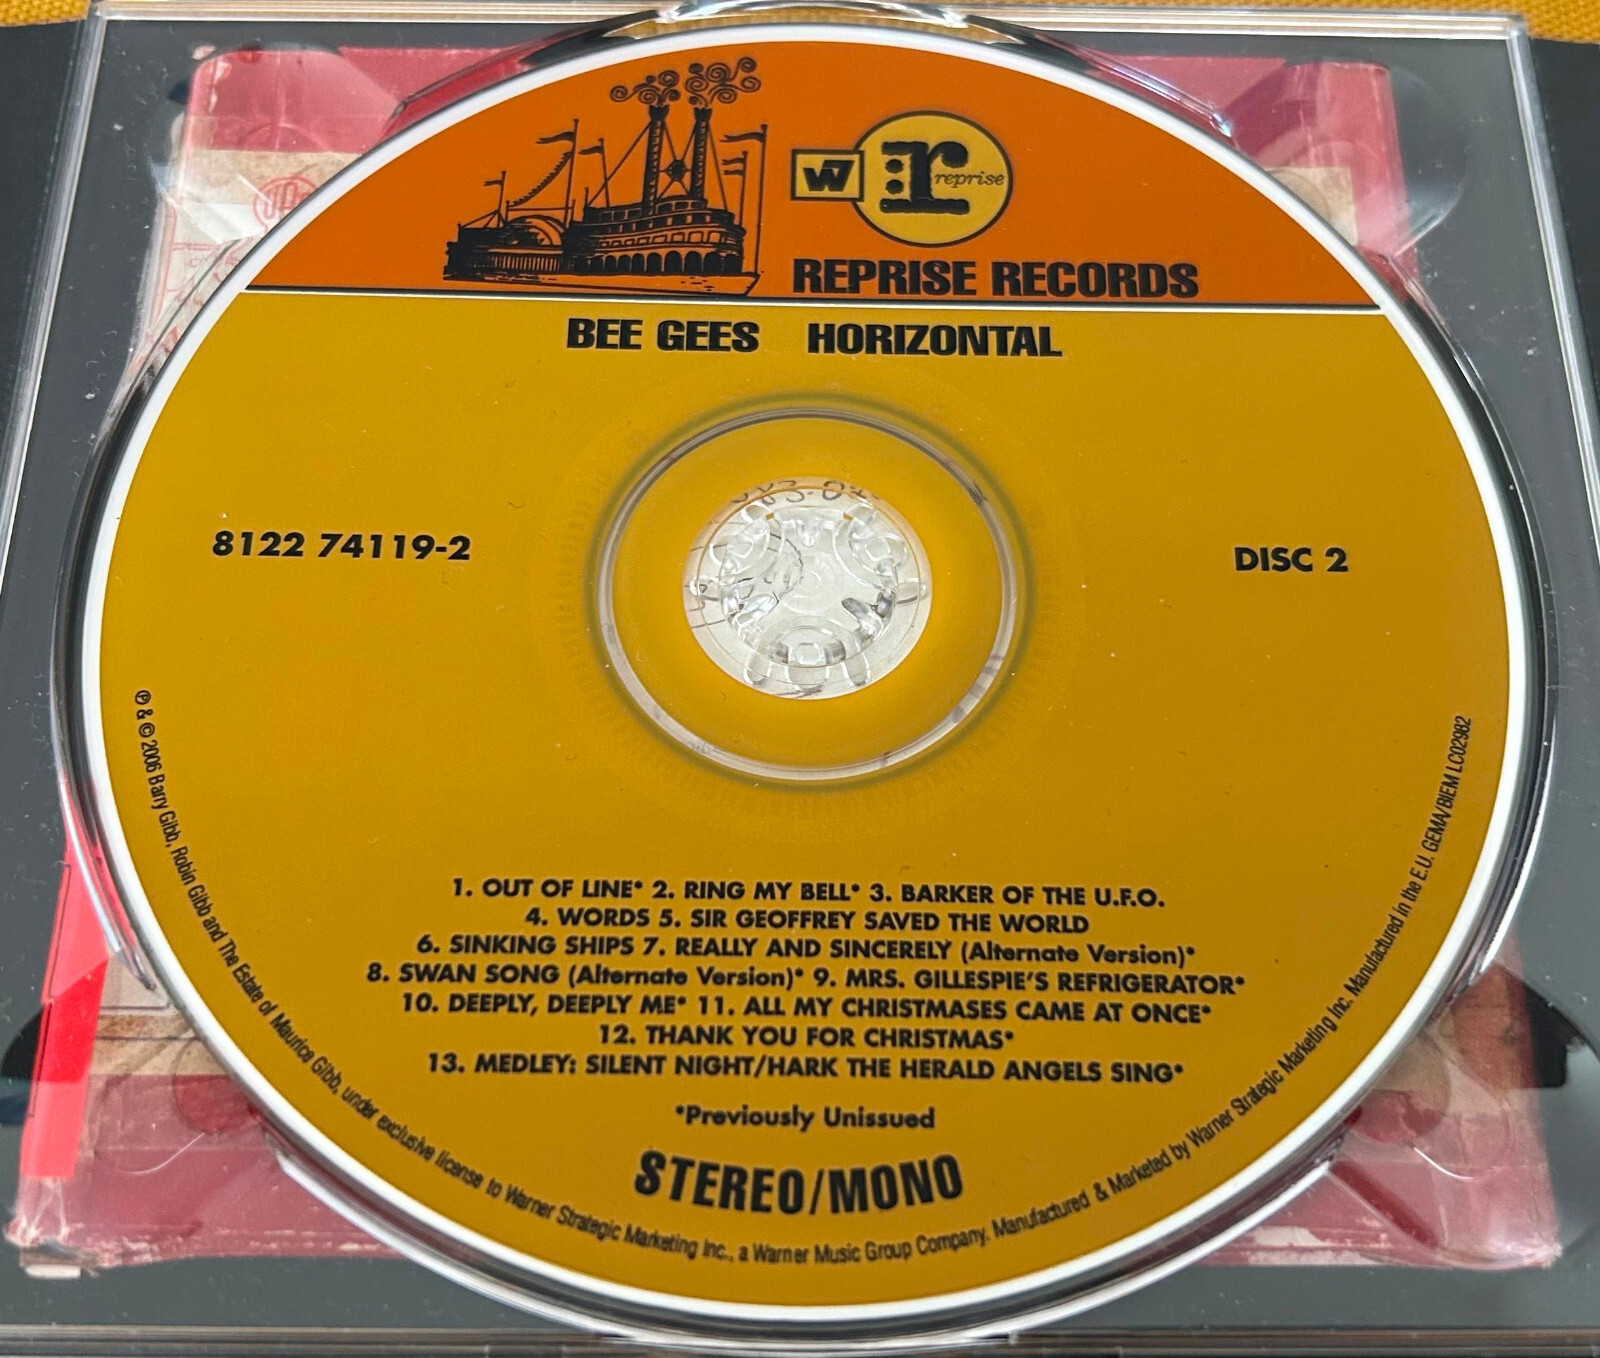 W
r reprise
REPRISE RECORDS
BEE GEES HORIZONTAL
8122 74119-2
DISC 2
1. OUT OF LINE* 2. RING MY BELL* 3. BARKER OF THE U.F.O.
4. WORDS 5. SIR GEOFFREY SAVED THE WORLD
6. SINKING SHIPS 7. REALLY AND SINCERELY (Alternate Version)*
8. SWAN SONG (Alternate Version)* 9. MRS. GILLESPIE'S REFRIGERATOR*
10. DEEPLY, DEEPLY ME* 11. ALL MY CHRISTMASES CAME AT ONCE*
12. THANK YOU FOR CHRISTMAS*
13. MEDLEY: SILENT NIGHT/HARK THE HERALD ANGELS SING*
*Previously Unissued
STEREO/MONO
℗ & © 2006 Barry Gibb, Robin Gibb and The Estate of Maurice Gibb, under exclusive license to Warner Strategic Marketing Inc., a Warner Music Group Company. Manufactured & Marketed by Warner Strategic Marketing Inc. Manufactured in the E.U. GEMA/BIEM LC02982